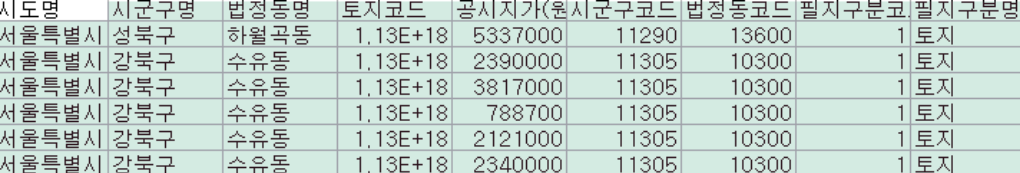 시도명 시군구명 법정동명 토지코드 공시지가(원 시군구코드 법정동코드 필지구분코 필지구분명
서울특별시 성북구 하월곡동 1.13E+18 5337000 11290 13600 1 토지
서울특별시 강북구 수유동 1.13E+18 2390000 11305 10300 1 토지
서울특별시 강북구 수유동 1.13E+18 3817000 11305 10300 1 토지
서울특별시 강북구 수유동 1.13E+18 788700 11305 10300 1 토지
서울특별시 강북구 수유동 1.13E+18 2121000 11305 10300 1 토지
서울특별시 강북구 수유동 1.13E+18 2340000 11305 10300 1 토지